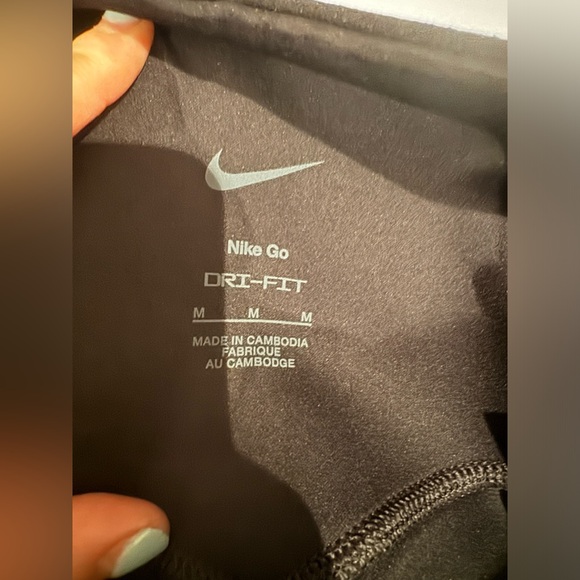 Nike Go
DRI-FIT
M M M
MADE IN CAMBODIA
FABRIQUE
AU CAMBODGE